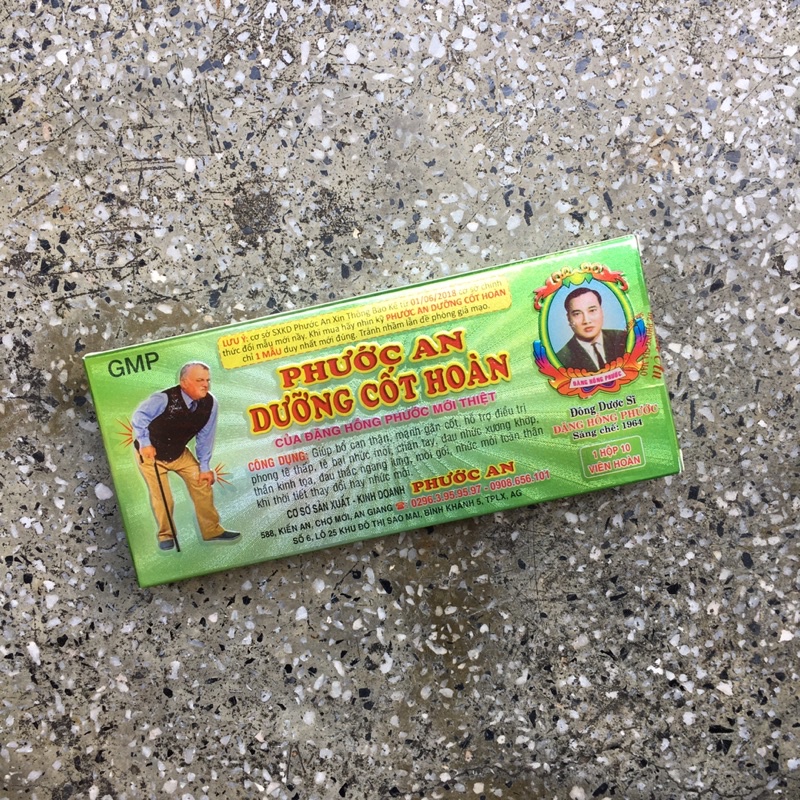 GMP
LƯU Ý: cơ sở SXKD Phước An Xin Thông Báo kể từ 01/06/2018 cơ sở chính
thức đổi mẫu mới này. Khi mua hãy nhìn kỹ PHƯỚC AN DƯỠNG CỐT HOÀN
chỉ 1 MẪU duy nhất mới đúng. Tránh nhầm lẫn đề phòng giả mạo.
PHƯỚC AN
DƯỠNG CỐT HOÀN
CỦA ĐẶNG HỒNG PHƯỚC MỚI THIỆT
CÔNG DỤNG: Giúp bổ can thận, mạnh gân cốt, hỗ trợ điều trị
phong tê thấp, tê bại nhức mỏi, chân tay, đau nhức xương khớp,
thần kinh tọa, đau thắc ngang lưng, mỏi gối, nhức mỏi toàn thân
khi thời tiết thay đổi hay nhức mỏi.
CƠ SỞ SẢN XUẤT - KINH DOANH PHƯỚC AN
588, KIẾN AN, CHỢ MỚI, AN GIANG ☎: 0296.3.95.95.97 - 0908.656.101
SỐ 6, LÔ 25 KHU ĐÔ THỊ SAO MAI, BÌNH KHÁNH 5, TPLX, AG
ĐẶNG HỒNG PHƯỚC
Đông Dược Sĩ
ĐẶNG HỒNG PHƯỚC
Sáng chế: 1964
1 HỘP 10
VIÊN HOÀN